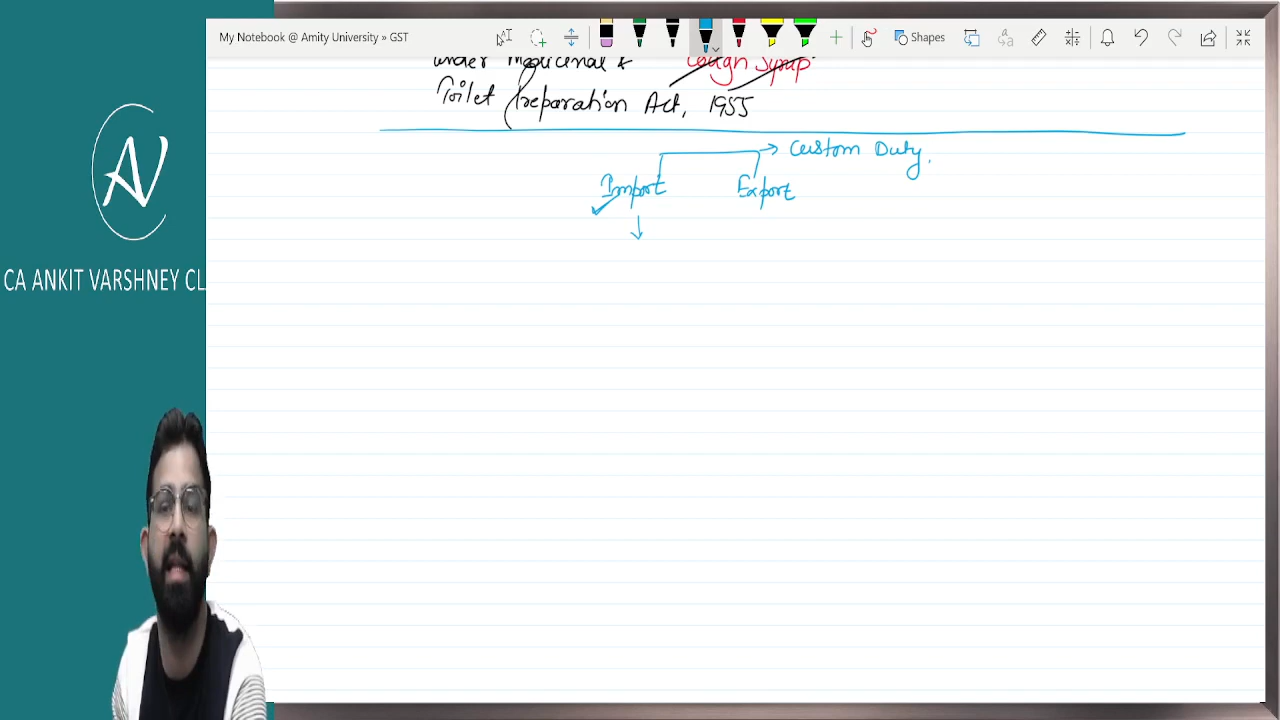 My Notebook @ Amity University » GST
Shapes
under Medicinal & Cough Syrup
Toilet Preparation Act, 1955
Custom Duty.
Import Export
AV
CA ANKIT VARSHNEY CL